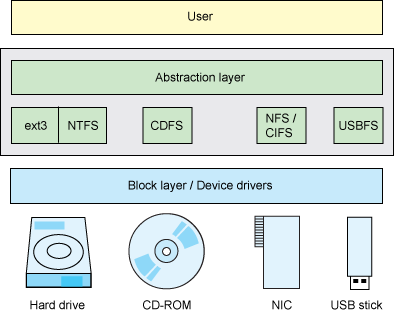 User
Abstraction layer
ext3 NTFS CDFS NFS / CIFS USBFS
Block layer / Device drivers
Hard drive CD-ROM NIC USB stick